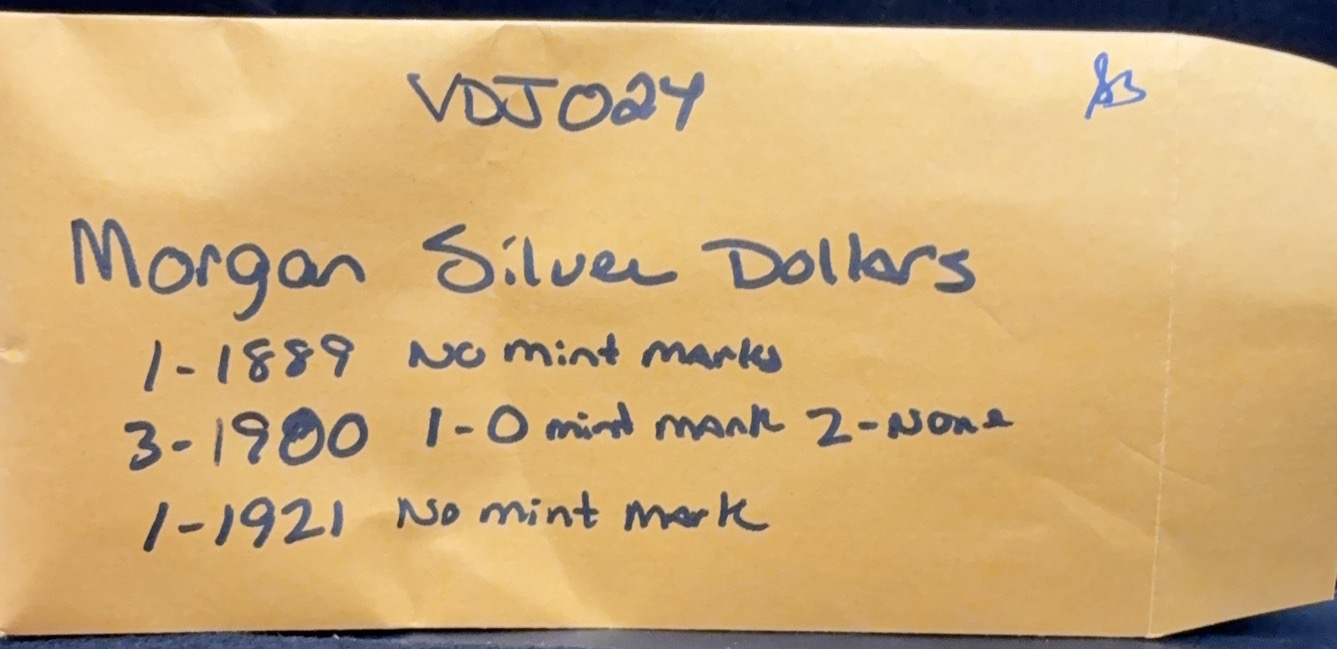 VDJ024
$3
Morgan Silver Dollars
1-1889 No mint marks
3-1900 1-O mint mark 2-None
1-1921 No mint mark